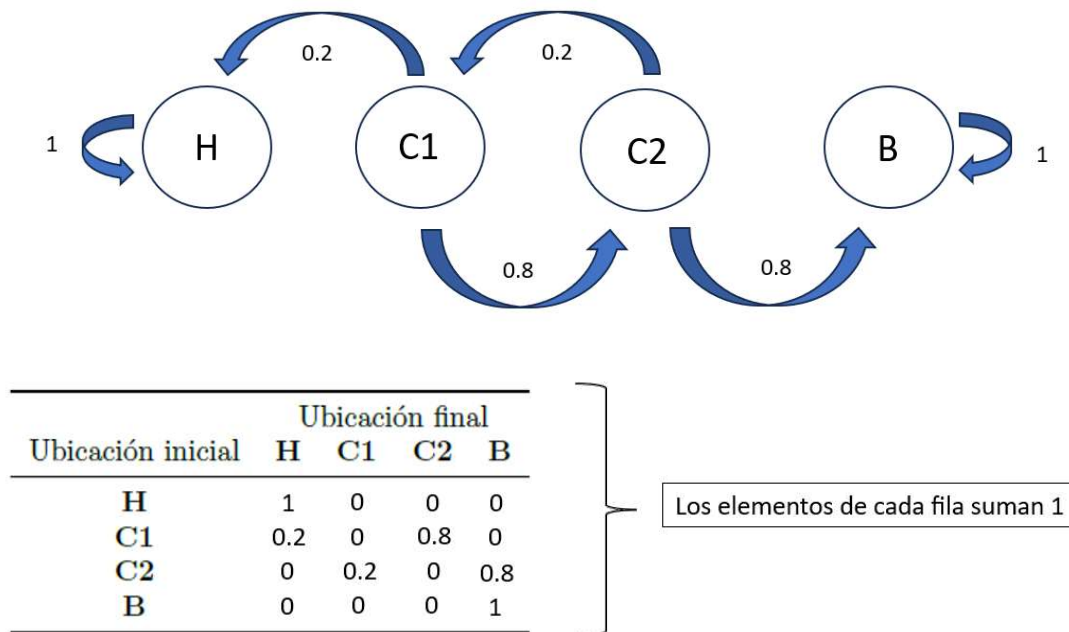 0.2 0.2
1 H C1 C2 B 1
0.8 0.8
Ubicación final
Ubicación inicial H C1 C2 B
H 1 0 0 0
C1 0.2 0 0.8 0
C2 0 0.2 0 0.8
B 0 0 0 1
Los elementos de cada fila suman 1